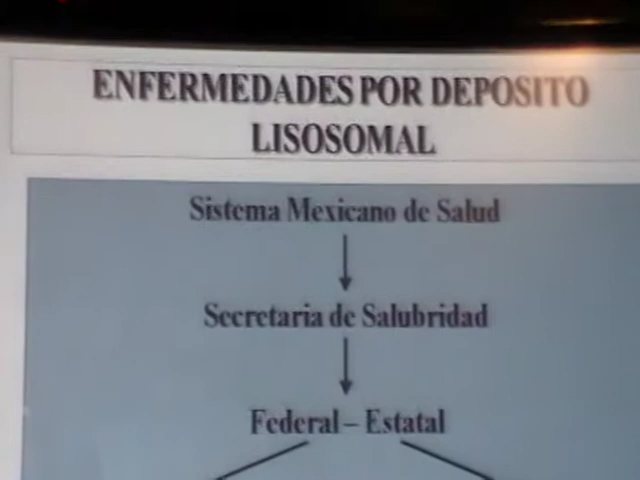 ENFERMEDADES POR DEPOSITO
LISOSOMAL
Sistema Mexicano de Salud
Secretaria de Salubridad
Federal – Estatal